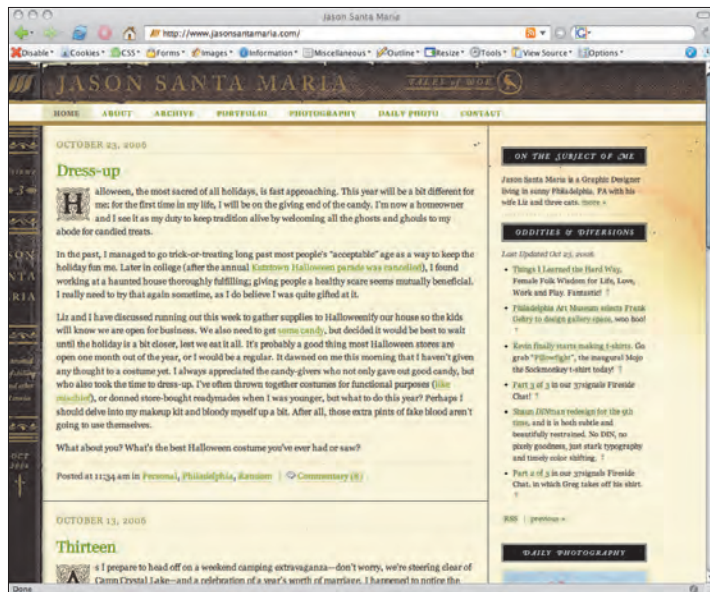 Jason Santa Maria
http://www.jasonsantamaria.com/
Disable Cookies CSS Forms Images Information Miscellaneous Outline Resize Tools View Source Options
JASON SANTA MARIA
TALES of WOE
HOME ABOUT ARCHIVE PORTFOLIO PHOTOGRAPHY DAILY PHOTO CONTACT
OCTOBER 23, 2006
Dress-up
Halloween, the most sacred of all holidays, is fast approaching. This year will be a bit different for
me; for the first time in my life, I will be on the giving end of the candy. I'm now a homeowner
and I see it as my duty to keep tradition alive by welcoming all the ghosts and ghouls to my
abode for candied treats.
In the past, I managed to go trick-or-treating long past most people's "acceptable" age as a way to keep the
holiday fun me. Later in college (after the annual Kutztown Halloween parade was cancelled), I found
working at a haunted house thoroughly fulfilling; giving people a healthy scare seems mutually beneficial.
I really need to try that again sometime, as I do believe I was quite gifted at it.
Liz and I have discussed running out this week to gather supplies to Halloweenify our house so the kids
will know we are open for business. We also need to get some candy, but decided it would be best to wait
until the holiday is a bit closer, lest we eat it all. It's probably a good thing most Halloween stores are
open one month out of the year, or I would be a regular. It dawned on me this morning that I haven't given
any thought to a costume yet. I always appreciated the candy-givers who not only gave out good candy, but
who also took the time to dress-up. I've often thrown together costumes for functional purposes (like
mischief), or donned store-bought readymades when I was younger, but what to do this year? Perhaps I
should delve into my makeup kit and bloody myself up a bit. After all, those extra pints of fake blood aren't
going to use themselves.
What about you? What's the best Halloween costume you've ever had or saw?
Posted at 11:34 am in Personal, Philadelphia, Random | Commentary (8)
OCTOBER 13, 2006
Thirteen
As I prepare to head off on a weekend camping extravaganza—don't worry, we're steering clear of
Camp Crystal Lake—and a celebration of a year's worth of marriage, I happened to notice the
ON THE SUBJECT OF ME
Jason Santa Maria is a Graphic Designer
living in sunny Philadelphia, PA with his
wife Liz and three cats. more »
ODDITIES & DIVERSIONS
Last Updated Oct 23, 2006
• Things I Learned the Hard Way,
Female Folk Wisdom for Life, Love,
Work and Play. Fantastic! †
• Philadelphia Art Museum selects Frank
Gehry to design gallery space, woo hoo!
†
• Kevin finally starts making t-shirts. Go
grab "Pillowfight", the inaugural Mojo
the Sockmonkey t-shirt today! †
• Part 3 of 3 in our 37signals Fireside
Chat! †
• Shaun INman redesign for the 9th
time, and it is both subtle and
beautifully restrained. No DIN, no
pixely goodness, just stark typography
and timely color shifting. †
• Part 2 of 3 in our 37signals Fireside
Chat, in which Greg takes off his shirt.
†
RSS | previous »
DAILY PHOTOGRAPHY
Done